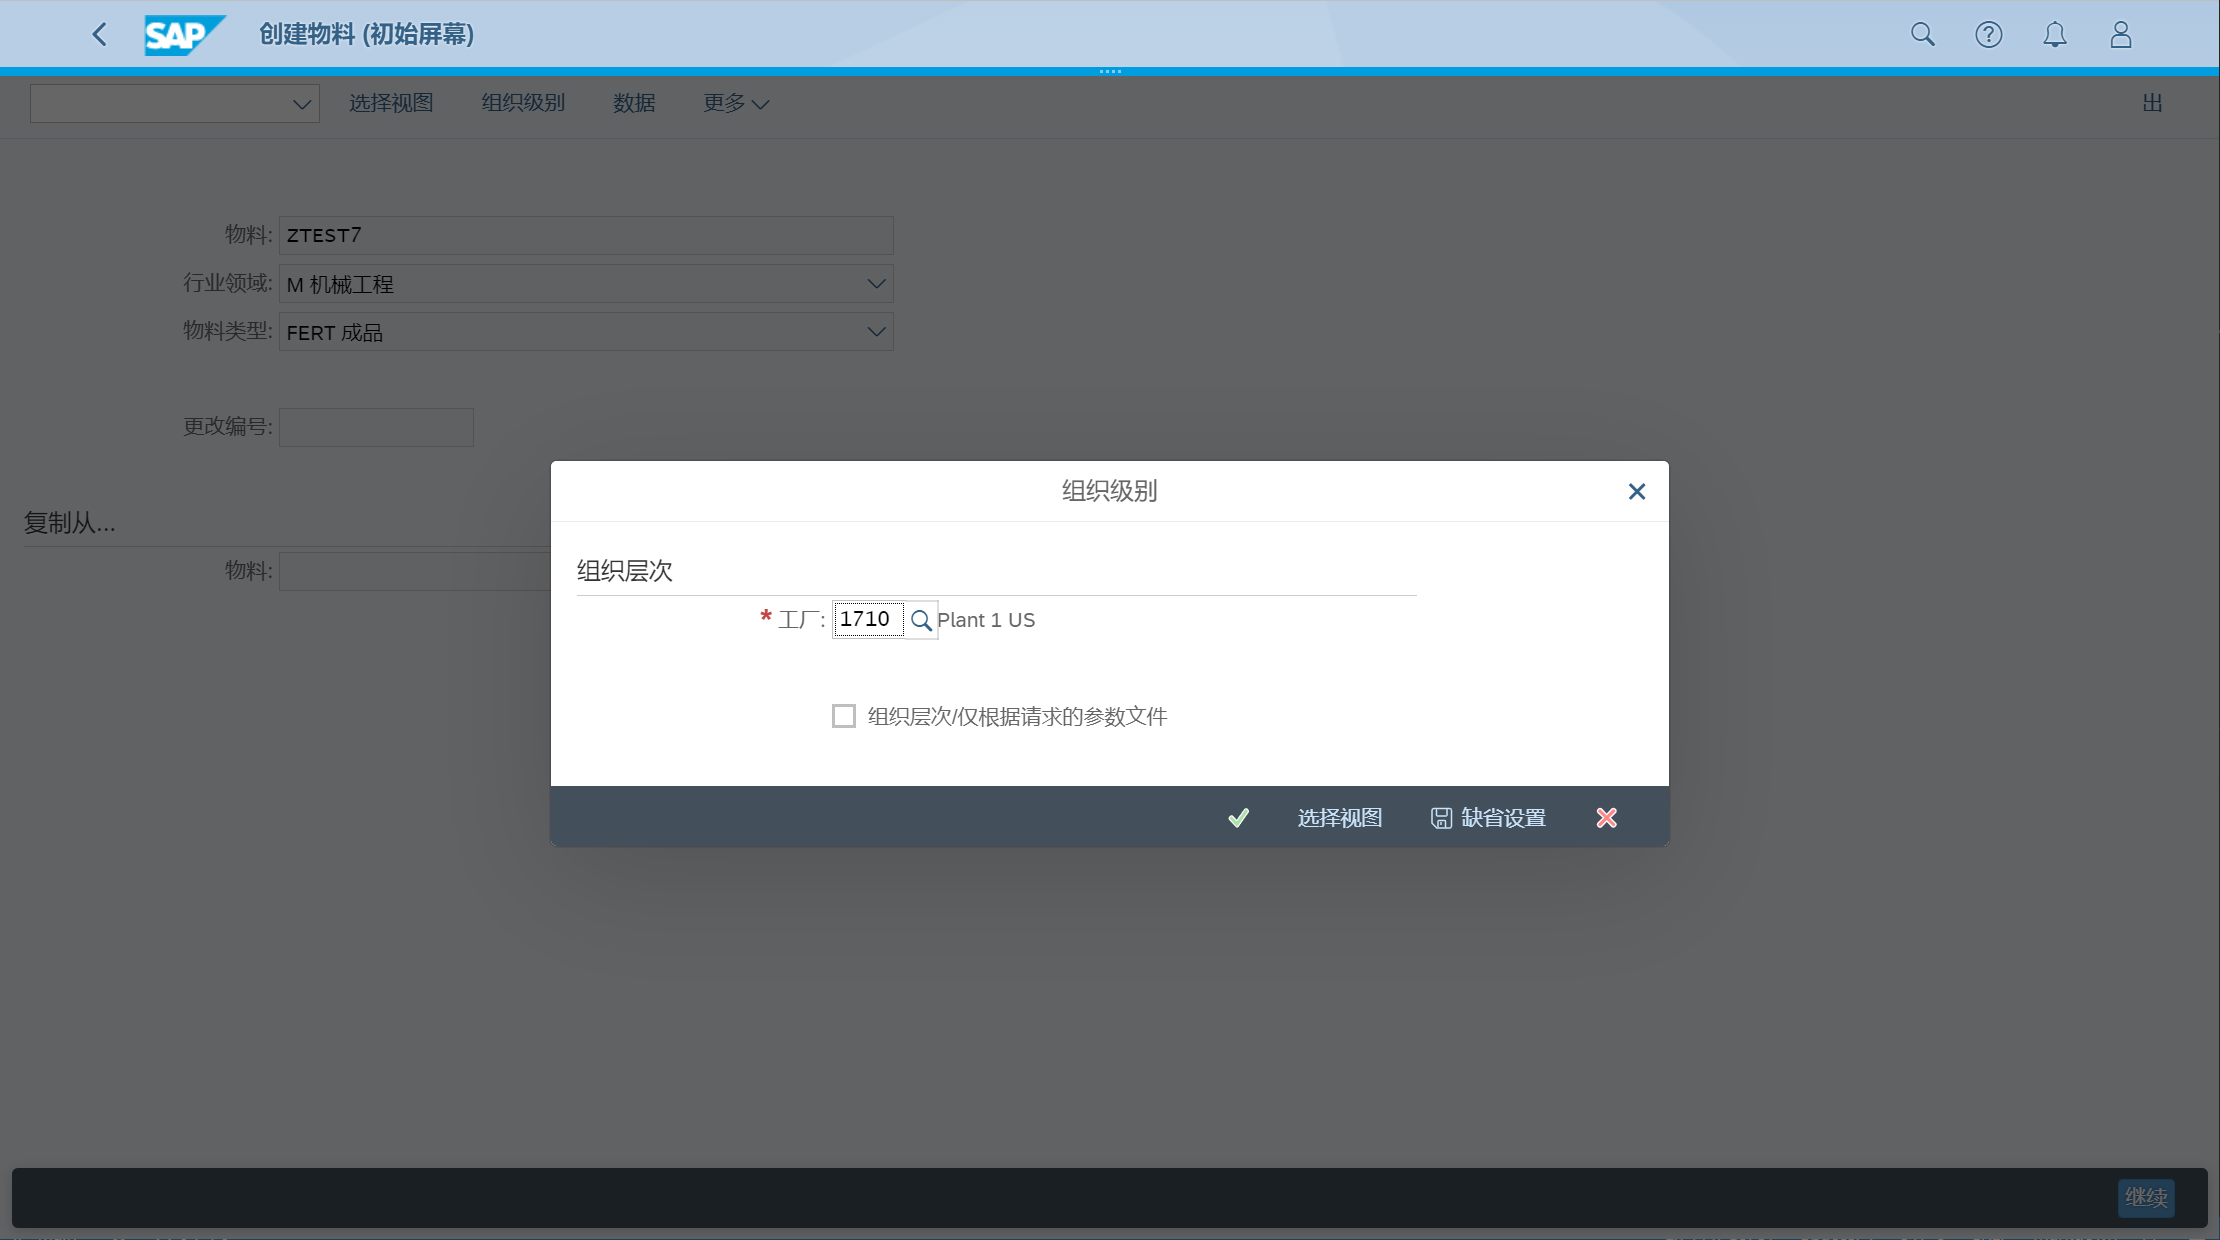 SAP 创建物料 (初始屏幕)
选择视图 组织级别 数据 更多 出
物料: ZTEST7
行业领域: M 机械工程
物料类型: FERT 成品
更改编号:
复制从...
物料:
组织级别
组织层次
* 工厂: 1710 Plant 1 US
组织层次/仅根据请求的参数文件
选择视图 缺省设置
继续